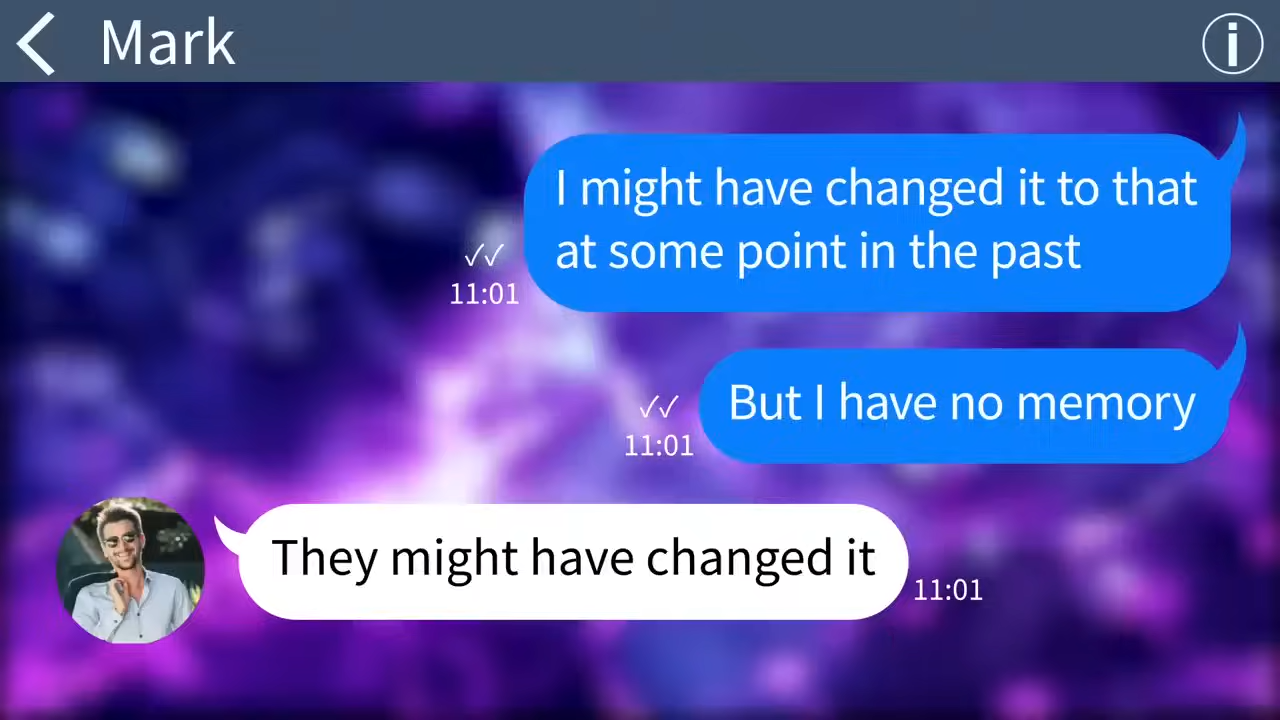 Mark
I might have changed it to that
at some point in the past
11:01
But I have no memory
11:01
They might have changed it
11:01